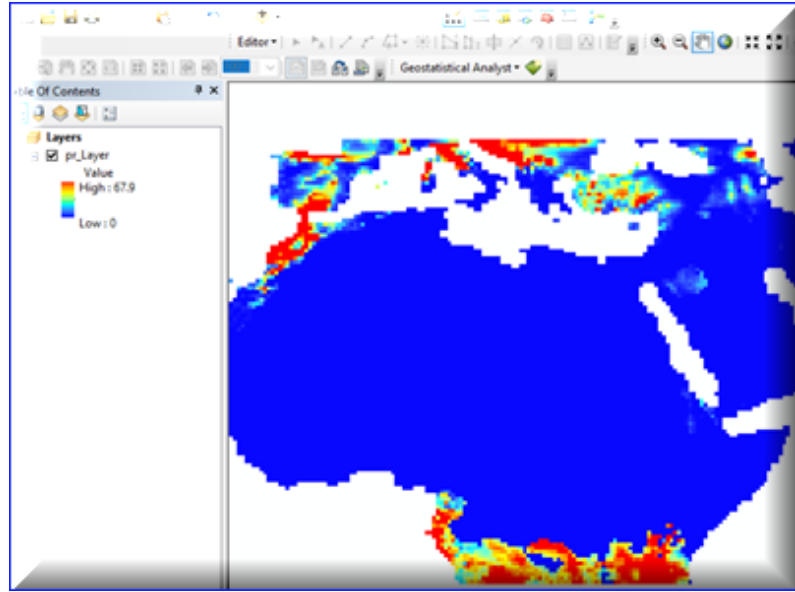 Editor▾
Geostatistical Analyst▾
ble Of Contents
Layers
pr_Layer
Value
High : 67.9
Low : 0